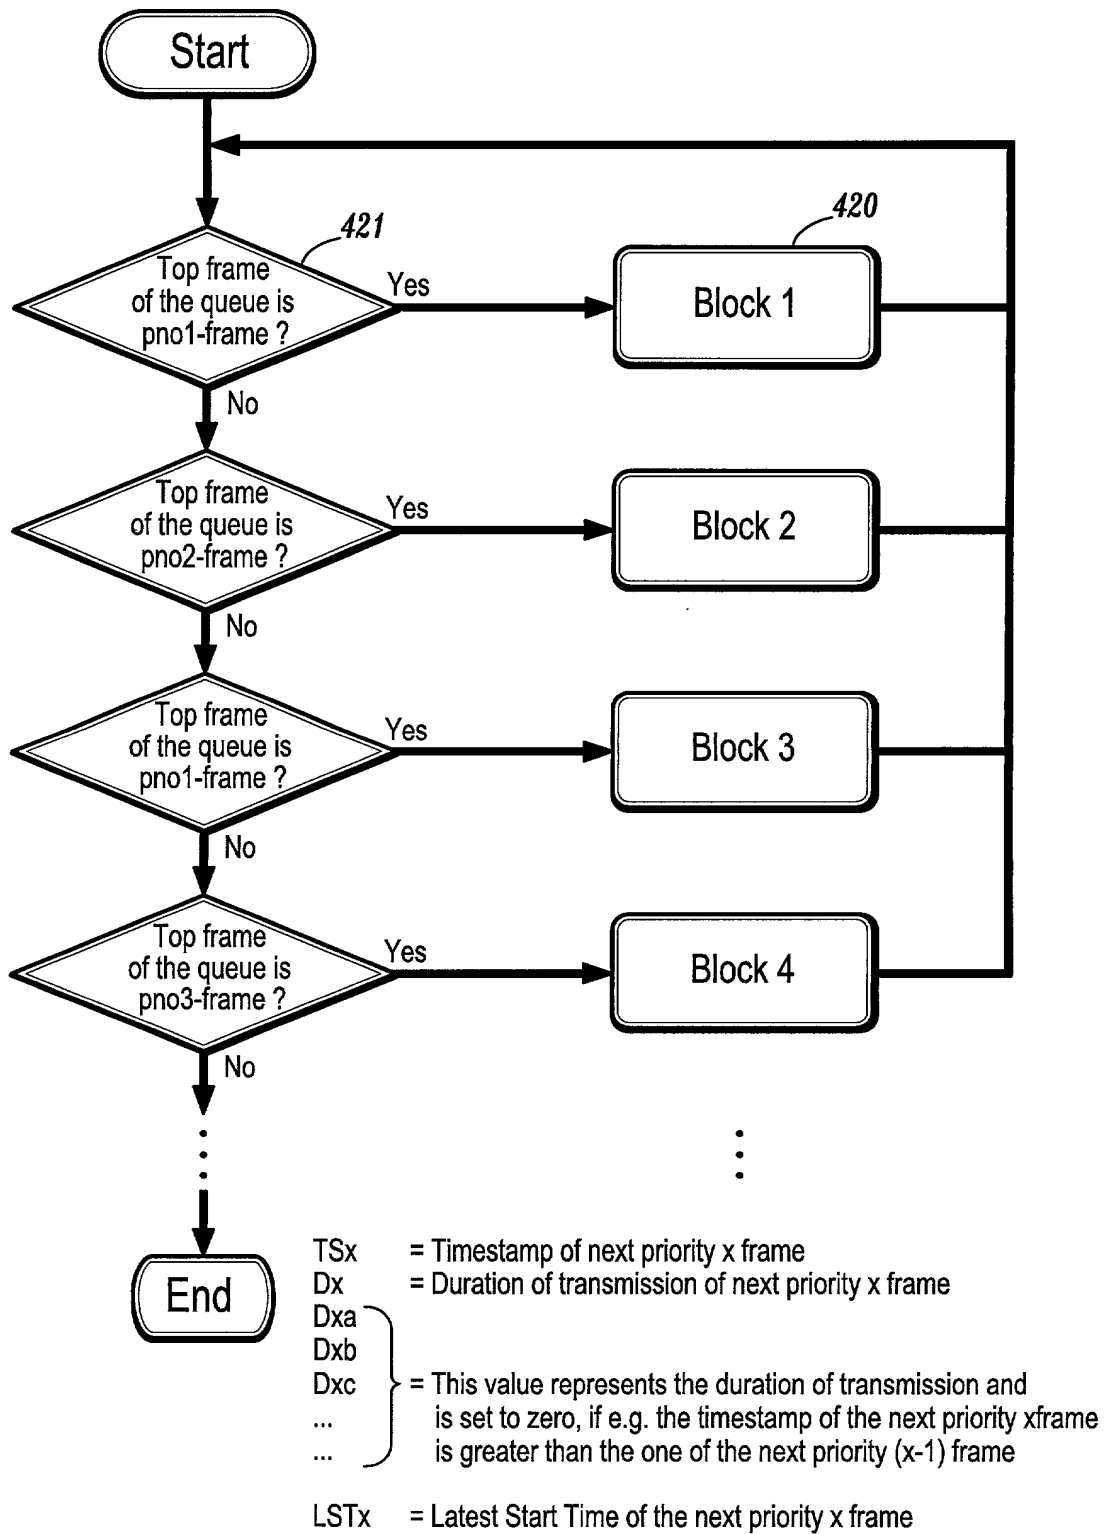 Start
421
420
Top frame
of the queue is
pno1-frame ?
Yes
Block 1
No
Top frame
of the queue is
pno2-frame ?
Yes
Block 2
No
Top frame
of the queue is
pno1-frame ?
Yes
Block 3
No
Top frame
of the queue is
pno3-frame ?
Yes
Block 4
No
End
TSx = Timestamp of next priority x frame
Dx = Duration of transmission of next priority x frame
Dxa
Dxb
Dxc = This value represents the duration of transmission and
... is set to zero, if e.g. the timestamp of the next priority xframe
... is greater than the one of the next priority (x-1) frame
LSTx = Latest Start Time of the next priority x frame